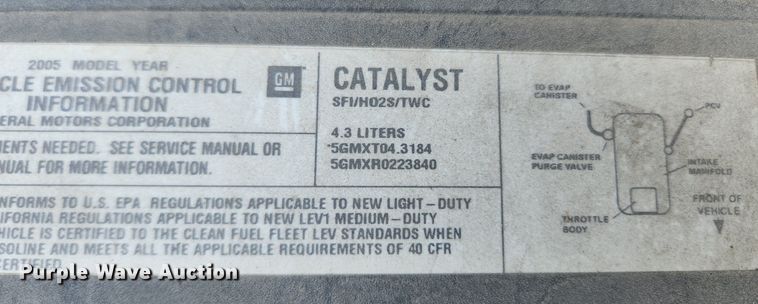 2005 MODEL YEAR
CLE EMISSION CONTROL
INFORMATION
ERAL MOTORS CORPORATION
GM
MENTS NEEDED. SEE SERVICE MANUAL OR
NUAL FOR MORE INFORMATION.
CATALYST
SFI/HO2S/TWC
4.3 LITERS
*5GMXT04.3184
5GMXR0223840
NFORMS TO U.S. EPA REGULATIONS APPLICABLE TO NEW LIGHT-DUTY
LIFORNIA REGULATIONS APPLICABLE TO NEW LEV1 MEDIUM-DUTY
HICLE IS CERTIFIED TO THE CLEAN FUEL FLEET LEV STANDARDS WHEN
SOLINE AND MEETS ALL THE APPLICABLE REQUIREMENTS OF 40 CFR
CERTIFIED.
TO EVAP
CANISTER
PCV
EVAP CANISTER
PURGE VALVE
INTAKE
MANIFOLD
THROTTLE
BODY
FRONT OF
VEHICLE
Purple Wave Auction